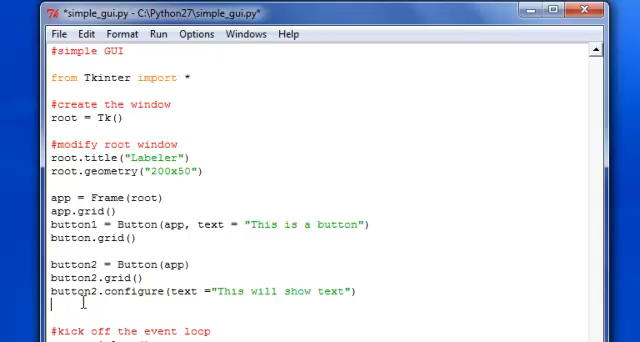 *simple_gui.py - C:\Python27\simple_gui.py*
File Edit Format Run Options Windows Help
#simple GUI
from Tkinter import *
#create the window
root = Tk()
#modify root window
root.title("Labeler")
root.geometry("200x50")
app = Frame(root)
app.grid()
button1 = Button(app, text = "This is a button")
button.grid()
button2 = Button(app)
button2.grid()
button2.configure(text ="This will show text")
#kick off the event loop